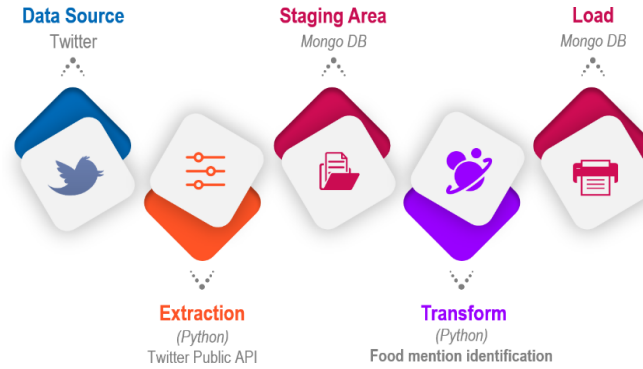 Data Source
Twitter
Staging Area
Mongo DB
Load
Mongo DB
Extraction
(Python)
Twitter Public API
Transform
(Python)
Food mention identification